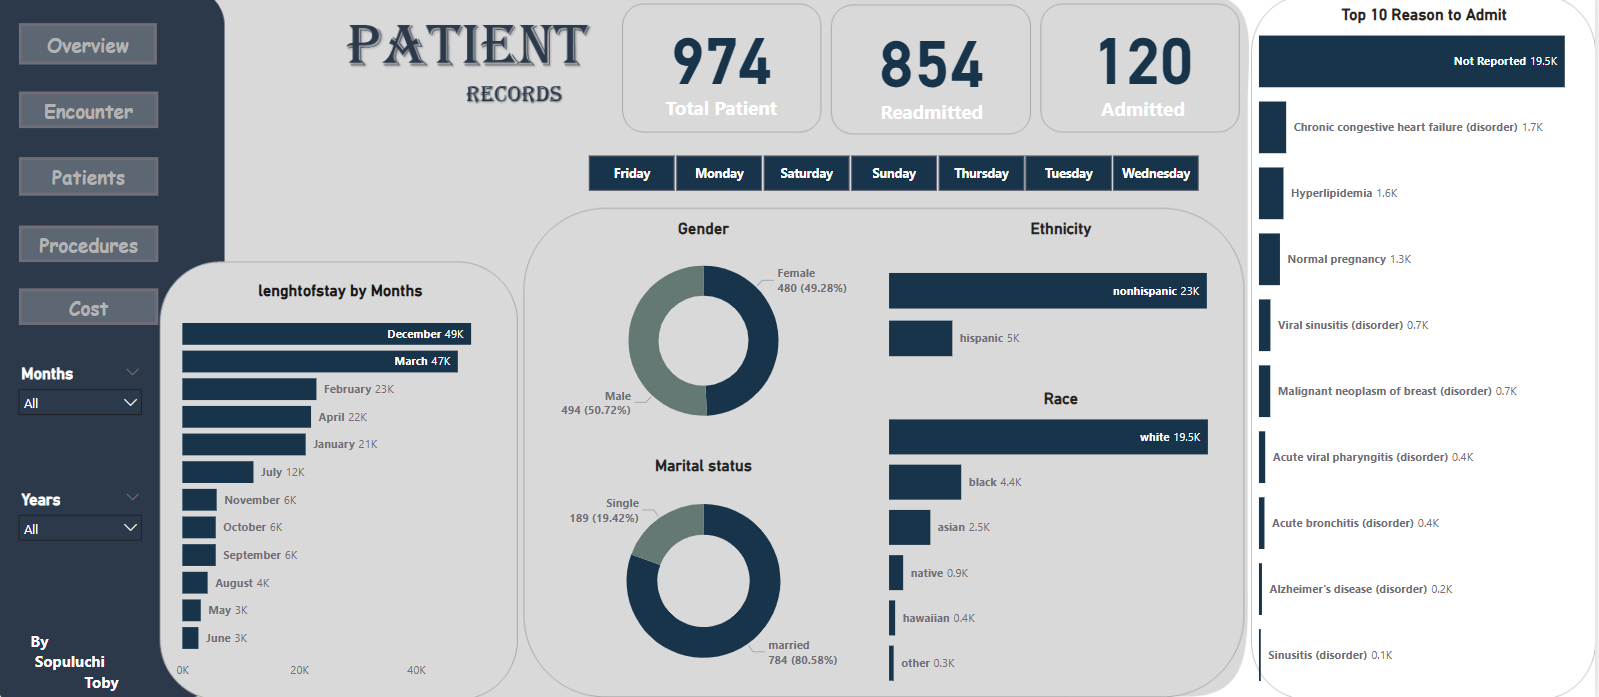 Overview
Encounter
Patients
Procedures
Cost
Months
All
Years
All
By
Sopuluchi
Toby
PATIENT
RECORDS
974
Total Patient
854
Readmitted
120
Admitted
Friday
Monday
Saturday
Sunday
Thursday
Tuesday
Wednesday
lenghtofstay by Months
December 49K
March 47K
February 23K
April 22K
January 21K
July 12K
November 6K
October 6K
September 6K
August 4K
May 3K
June 3K
0K
20K
40K
Gender
Female
480 (49.28%)
Male
494 (50.72%)
Marital status
Single
189 (19.42%)
married
784 (80.58%)
Ethnicity
nonhispanic 23K
hispanic 5K
Race
white 19.5K
black 4.4K
asian 2.5K
native 0.9K
hawaiian 0.4K
other 0.3K
Top 10 Reason to Admit
Not Reported 19.5K
Chronic congestive heart failure (disorder) 1.7K
Hyperlipidemia 1.6K
Normal pregnancy 1.3K
Viral sinusitis (disorder) 0.7K
Malignant neoplasm of breast (disorder) 0.7K
Acute viral pharyngitis (disorder) 0.4K
Acute bronchitis (disorder) 0.4K
Alzheimer's disease (disorder) 0.2K
Sinusitis (disorder) 0.1K